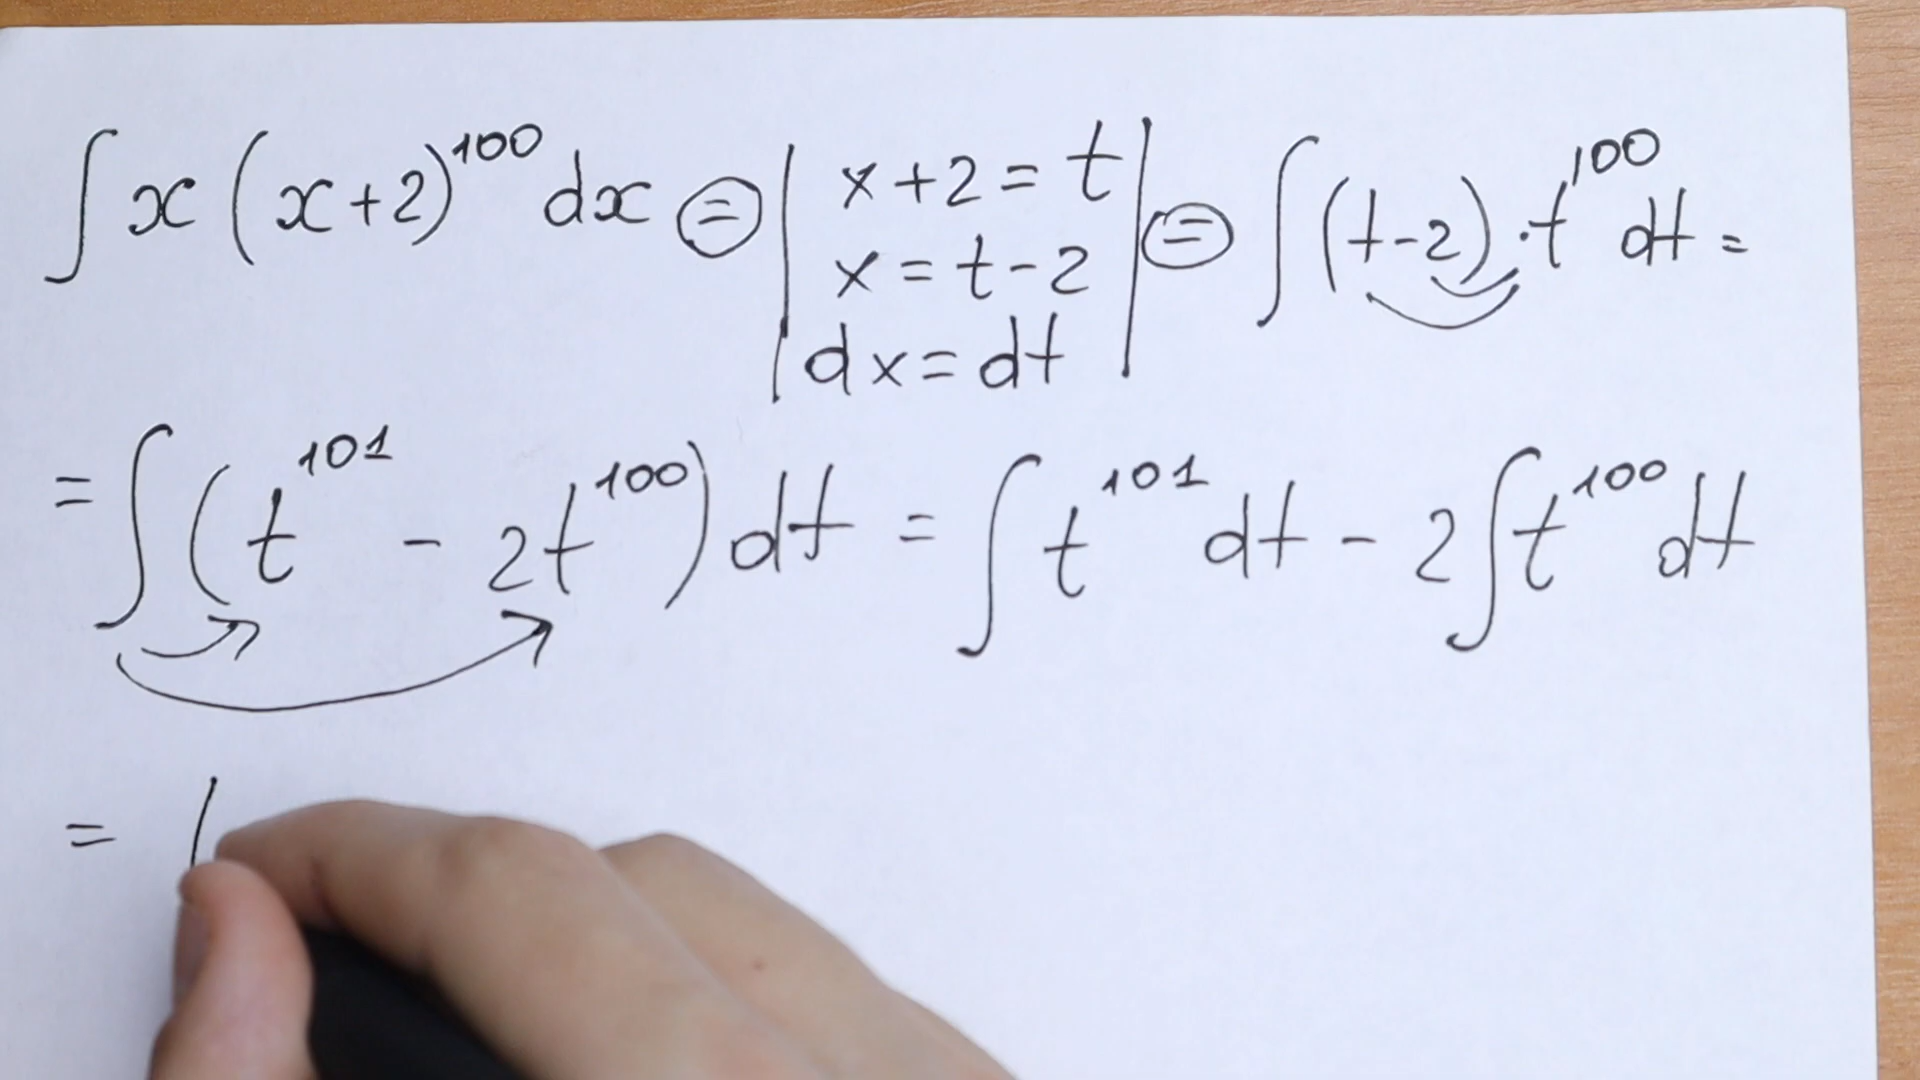 ∫ x (x+2)^100 dx = | x+2 = t | = ∫ (t-2) · t^100 dt =
x = t-2
dx = dt
= ∫ (t^101 - 2t^100) dt = ∫ t^101 dt - 2 ∫ t^100 dt
=